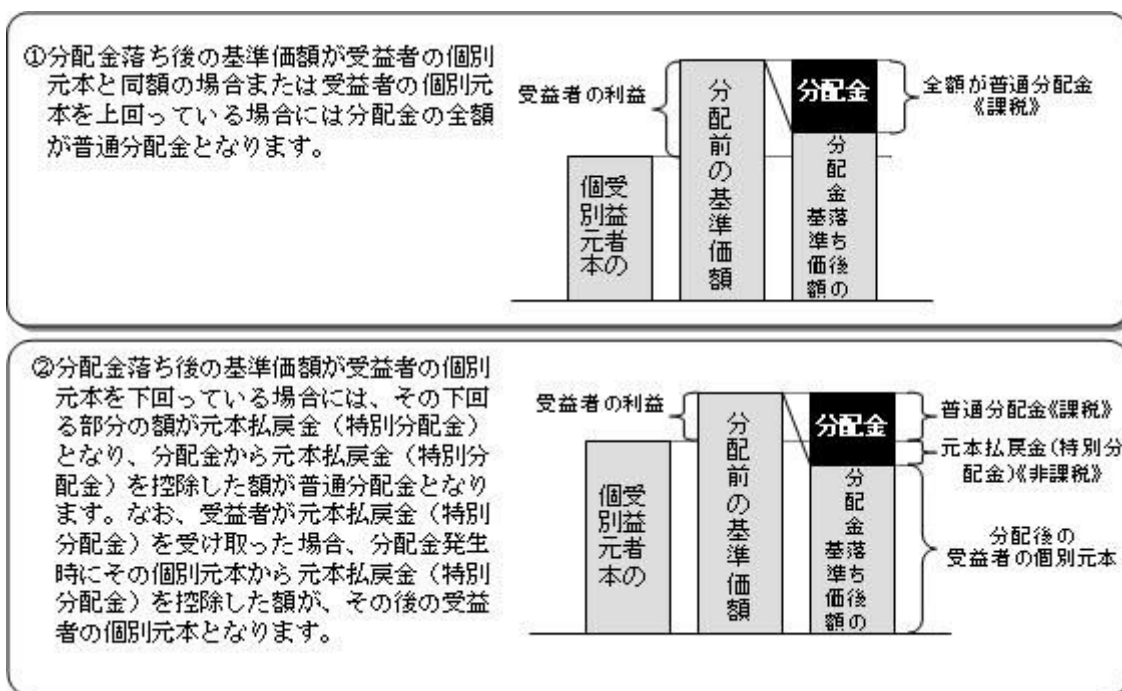 ①分配金落ち後の基準価額が受益者の個別
元本と同額の場合または受益者の個別元
本を上回っている場合には分配金の全額
が普通分配金となります。
受益者の利益
受益者の
個別元本
分配前の基準価額
分配金
分配金落ち後の
基準価額
全額が普通分配金
《課税》
②分配金落ち後の基準価額が受益者の個別
元本を下回っている場合には、その下回
る部分の額が元本払戻金（特別分配金）
となり、分配金から元本払戻金（特別分
配金）を控除した額が普通分配金となり
ます。なお、受益者が元本払戻金（特別
分配金）を受け取った場合、分配金発生
時にその個別元本から元本払戻金（特別
分配金）を控除した額が、その後の受益
者の個別元本となります。
受益者の利益
受益者の
個別元本
分配前の基準価額
分配金
分配金落ち後の
基準価額
普通分配金《課税》
元本払戻金(特別分
配金)《非課税》
分配後の
受益者の個別元本